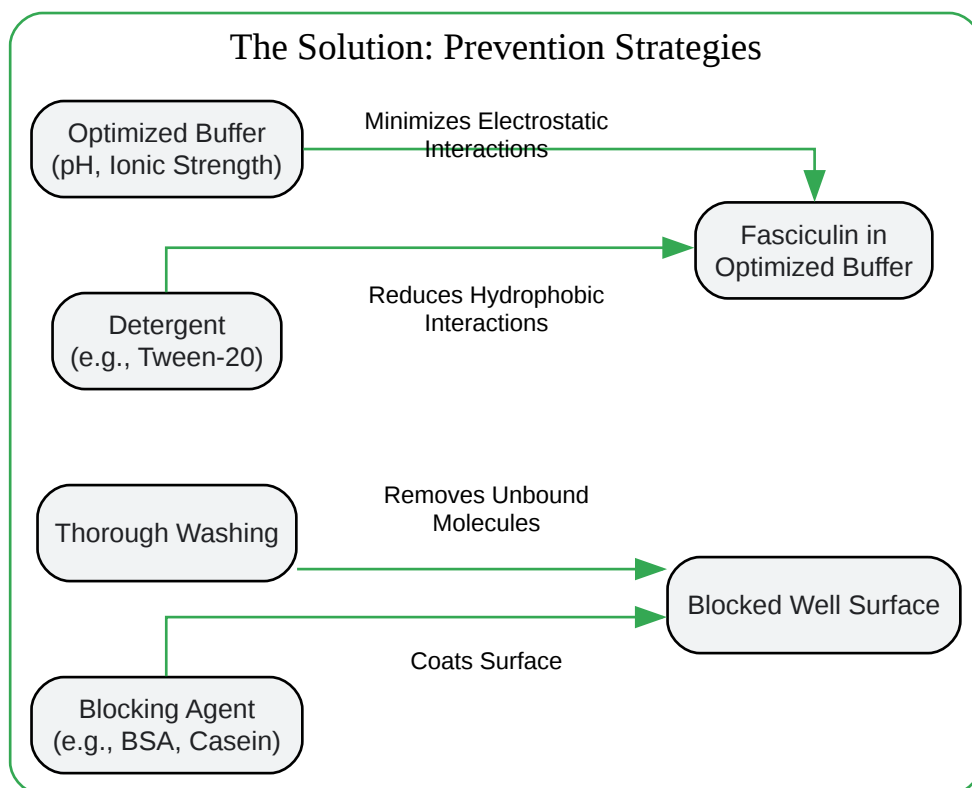 The Solution: Prevention Strategies
Optimized Buffer
(pH, Ionic Strength)
Minimizes Electrostatic
Interactions
Fasciculin in
Optimized Buffer
Detergent
(e.g., Tween-20)
Reduces Hydrophobic
Interactions
Thorough Washing
Removes Unbound
Molecules
Blocked Well Surface
Blocking Agent
(e.g., BSA, Casein)
Coats Surface